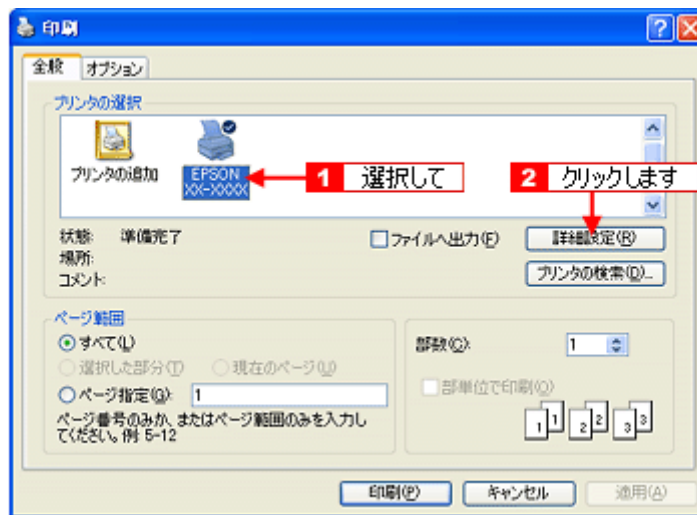 印刷
全般 オプション
プリンタの選択
プリンタの追加
EPSON
XX-XXXX
1 選択して
2 クリックします
状態: 準備完了
場所:
コメント:
ファイルへ出力(F)
詳細設定(R)
プリンタの検索(D)...
ページ範囲
すべて(L)
選択した部分(T) 現在のページ(U)
ページ指定(G): 1
ページ番号のみか、またはページ範囲のみを入力し
てください。例: 5-12
部数(C): 1
部単位で印刷(O)
1 1 2 2 3 3
印刷(P) キャンセル 適用(A)